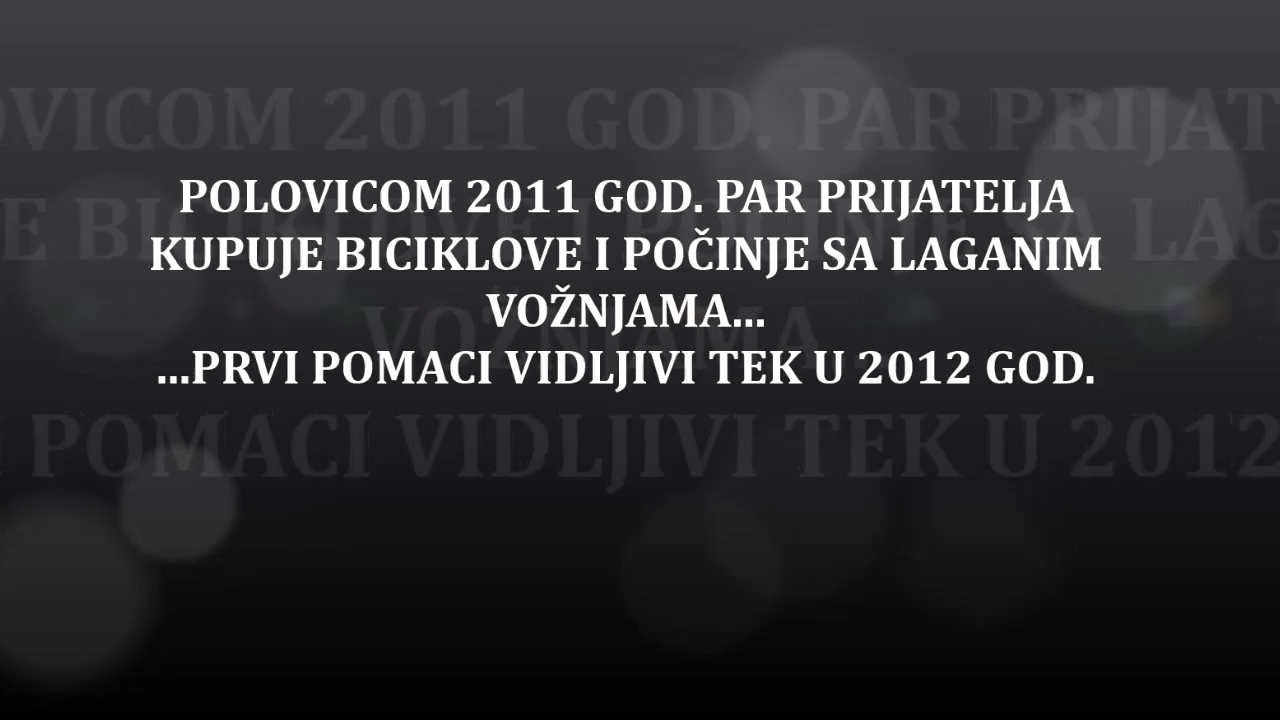 POLOVICOM 2011 GOD. PAR PRIJATELJA
KUPUJE BICIKLOVE I POČINJE SA LAGANIM
VOŽNJAMA...
...PRVI POMACI VIDLJIVI TEK U 2012 GOD.